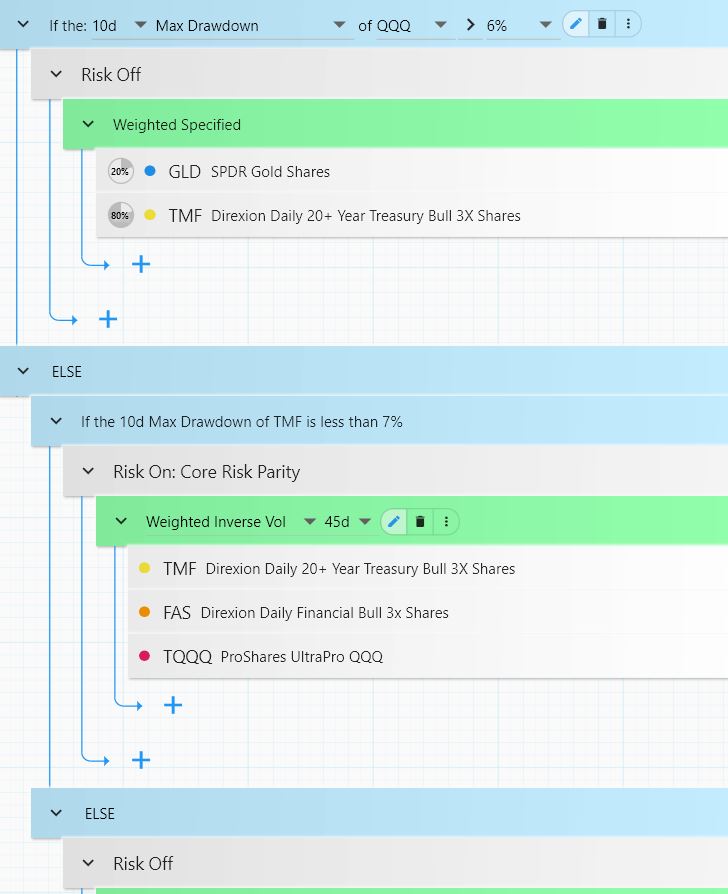 If the: 10d Max Drawdown of QQQ > 6%
Risk Off
Weighted Specified
20% GLD SPDR Gold Shares
80% TMF Direxion Daily 20+ Year Treasury Bull 3X Shares
ELSE
If the 10d Max Drawdown of TMF is less than 7%
Risk On: Core Risk Parity
Weighted Inverse Vol 45d
TMF Direxion Daily 20+ Year Treasury Bull 3X Shares
FAS Direxion Daily Financial Bull 3x Shares
TQQQ ProShares UltraPro QQQ
ELSE
Risk Off